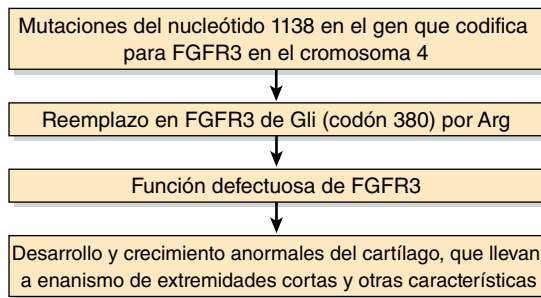 Mutaciones del nucleótido 1138 en el gen que codifica
para FGFR3 en el cromosoma 4
Reemplazo en FGFR3 de Gli (codón 380) por Arg
Función defectuosa de FGFR3
Desarrollo y crecimiento anormales del cartílago, que llevan
a enanismo de extremidades cortas y otras características